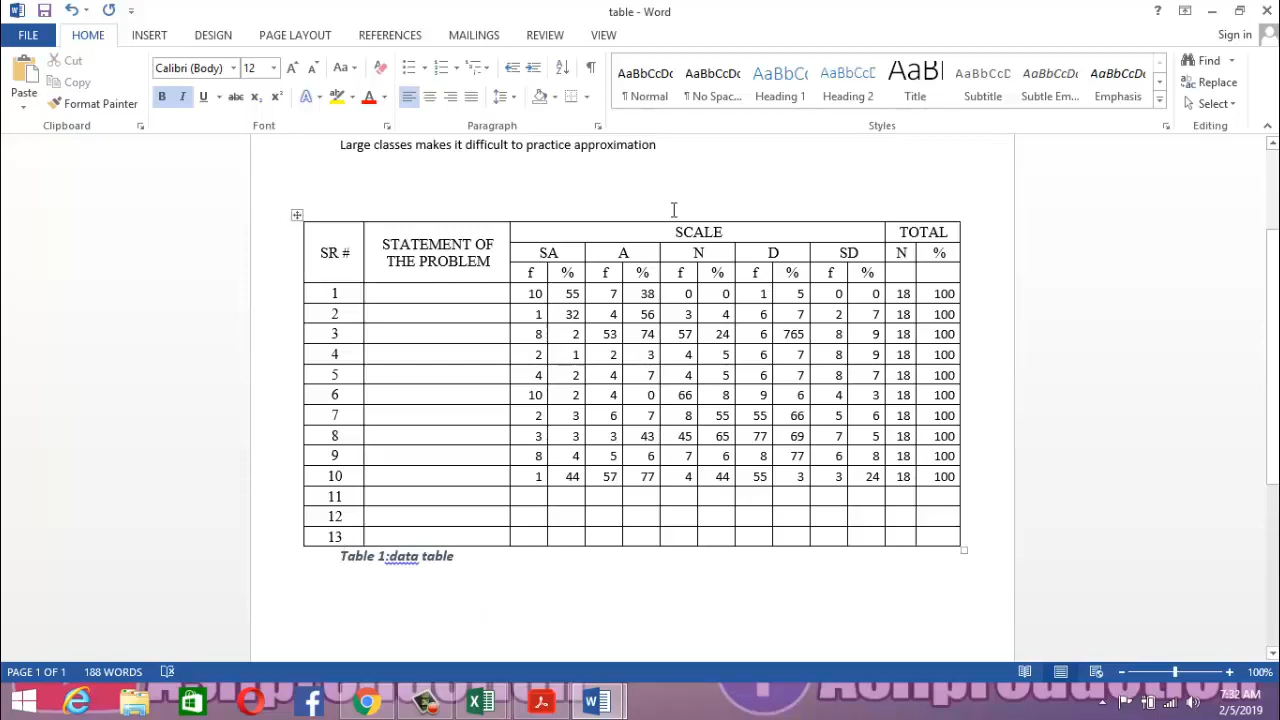 table - Word
FILE HOME INSERT DESIGN PAGE LAYOUT REFERENCES MAILINGS REVIEW VIEW Sign in
Cut
Copy
Format Painter
Paste
Calibri (Body) 12
AaBbCcDc AaBbCcDc AaBbCc AaBbCcC AaBl AaBbCcD AaBbCcDc AaBbCcDc
¶ Normal ¶ No Spac... Heading 1 Heading 2 Title Subtitle Subtle Em... Emphasis
Find
Replace
Select
Clipboard Font Paragraph Styles Editing
Large classes makes it difficult to practice approximation
SR # STATEMENT OF THE PROBLEM SCALE TOTAL
SA A N D SD N %
f % f % f % f % f %
1 10 55 7 38 0 0 1 5 0 0 18 100
2 1 32 4 56 3 4 6 7 2 7 18 100
3 8 2 53 74 57 24 6 765 8 9 18 100
4 2 1 2 3 4 5 6 7 8 9 18 100
5 4 2 4 7 4 5 6 7 8 7 18 100
6 10 2 4 0 66 8 9 6 4 3 18 100
7 2 3 6 7 8 55 55 66 5 6 18 100
8 3 3 3 43 45 65 77 69 7 5 18 100
9 8 4 5 6 7 6 8 77 6 8 18 100
10 1 44 57 77 4 44 55 3 3 24 18 100
11
12
13
Table 1:data table
PAGE 1 OF 1 188 WORDS 100%
7:32 AM
2/5/2019